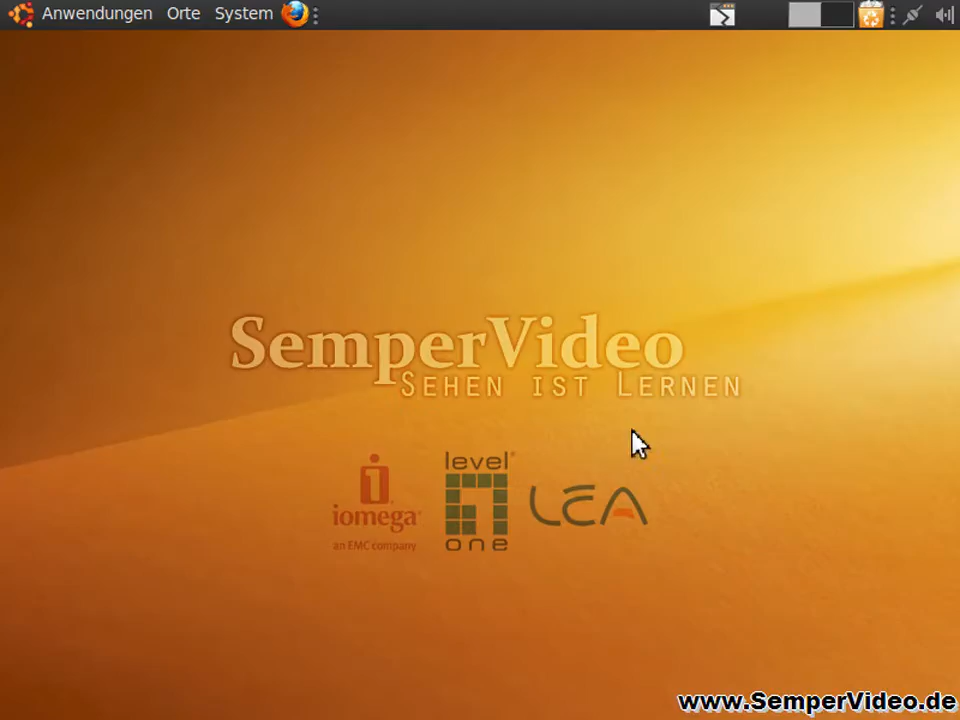 Anwendungen Orte System
SemperVideo
SEHEN IST LERNEN
iomega
an EMC company
level
one
LEA
www.SemperVideo.de